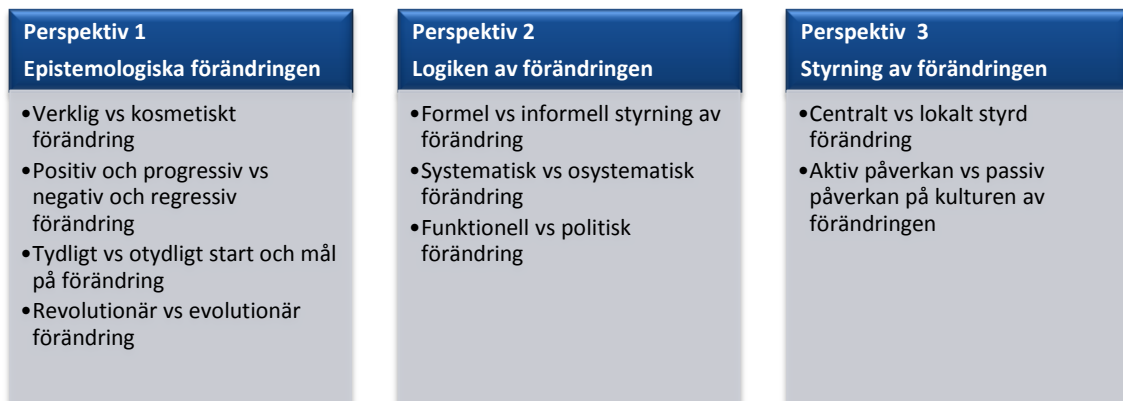 Perspektiv 1
Epistemologiska förändringen
•Verklig vs kosmetiskt
förändring
•Positiv och progressiv vs
negativ och regressiv
förändring
•Tydligt vs otydligt start och mål
på förändring
•Revolutionär vs evolutionär
förändring
Perspektiv 2
Logiken av förändringen
•Formel vs informell styrning av
förändring
•Systematisk vs osystematisk
förändring
•Funktionell vs politisk
förändring
Perspektiv 3
Styrning av förändringen
•Centralt vs lokalt styrd
förändring
•Aktiv påverkan vs passiv
påverkan på kulturen av
förändringen